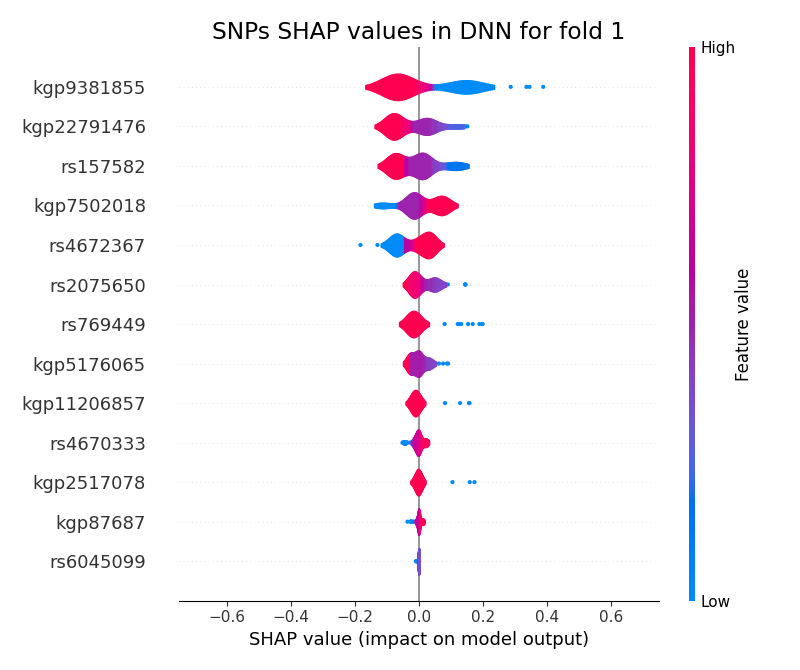 SNPs SHAP values in DNN for fold 1
High
kgp9381855
kgp22791476
rs157582
kgp7502018
rs4672367
rs2075650
rs769449
kgp5176065
kgp11206857
rs4670333
kgp2517078
kgp87687
rs6045099
Feature value
Low
−0.6 −0.4 −0.2 0.0 0.2 0.4 0.6
SHAP value (impact on model output)